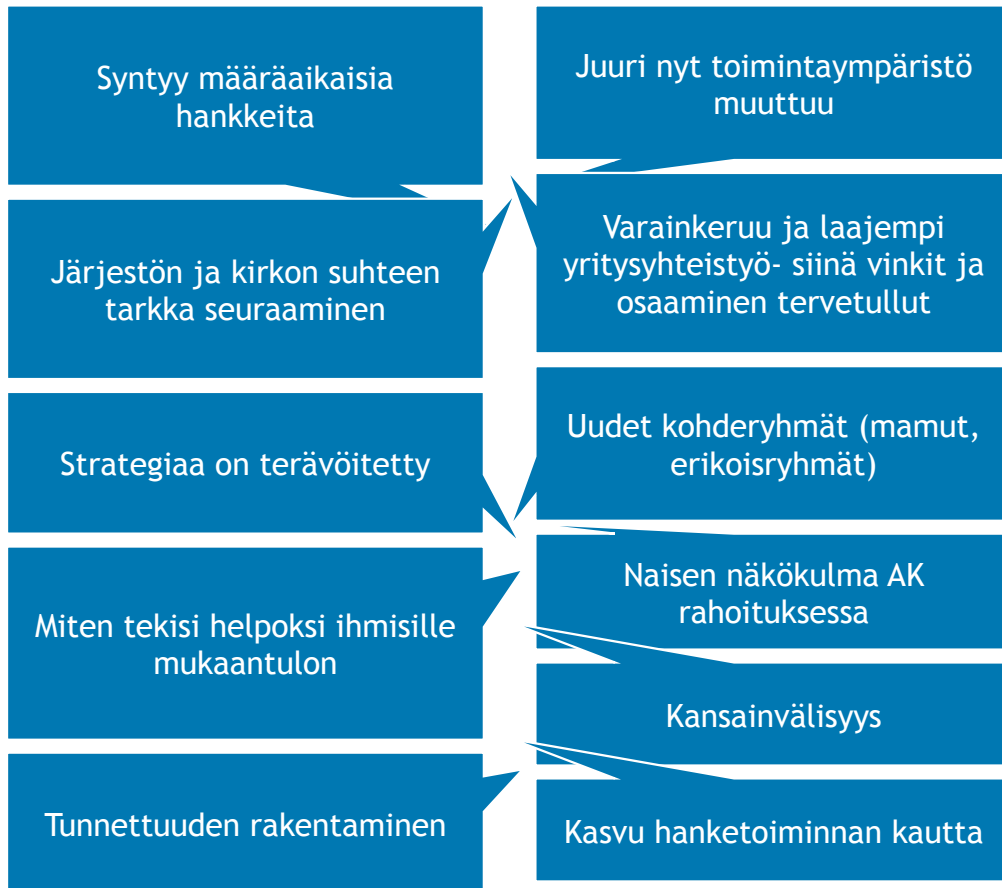 Syntyy määräaikaisia
hankkeita
Järjestön ja kirkon suhteen
tarkka seuraaminen
Strategiaa on terävöitetty
Miten tekisi helpoksi ihmisille
mukaantulon
Tunnettuuden rakentaminen
Juuri nyt toimintaympäristö
muuttuu
Varainkeruu ja laajempi
yritysyhteistyö- siinä vinkit ja
osaaminen tervetullut
Uudet kohderyhmät (mamut,
erikoisryhmät)
Naisen näkökulma AK
rahoituksessa
Kansainvälisyys
Kasvu hanketoiminnan kautta